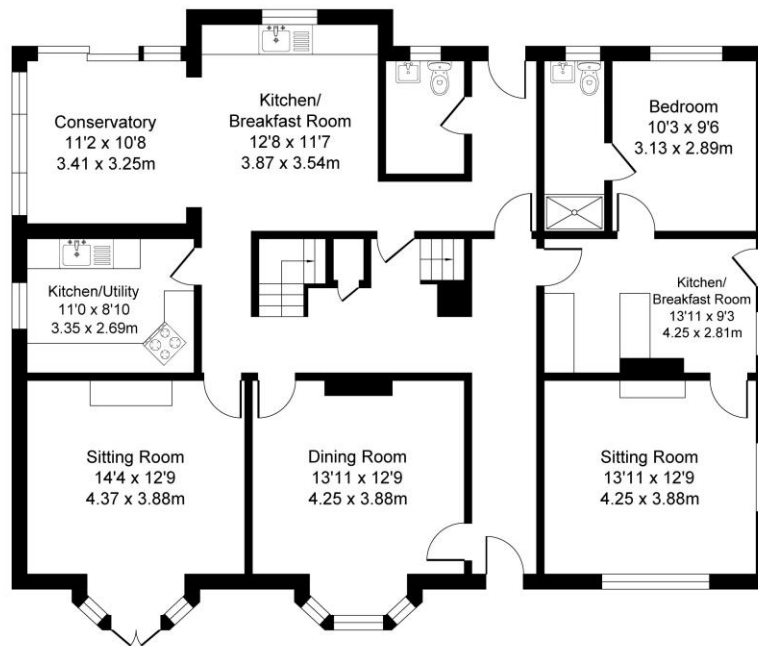 Conservatory
11'2 x 10'8
3.41 x 3.25m
Kitchen/
Breakfast Room
12'8 x 11'7
3.87 x 3.54m
Bedroom
10'3 x 9'6
3.13 x 2.89m
Kitchen/Utility
11'0 x 8'10
3.35 x 2.69m
Kitchen/
Breakfast Room
13'11 x 9'3
4.25 x 2.81m
Sitting Room
14'4 x 12'9
4.37 x 3.88m
Dining Room
13'11 x 12'9
4.25 x 3.88m
Sitting Room
13'11 x 12'9
4.25 x 3.88m